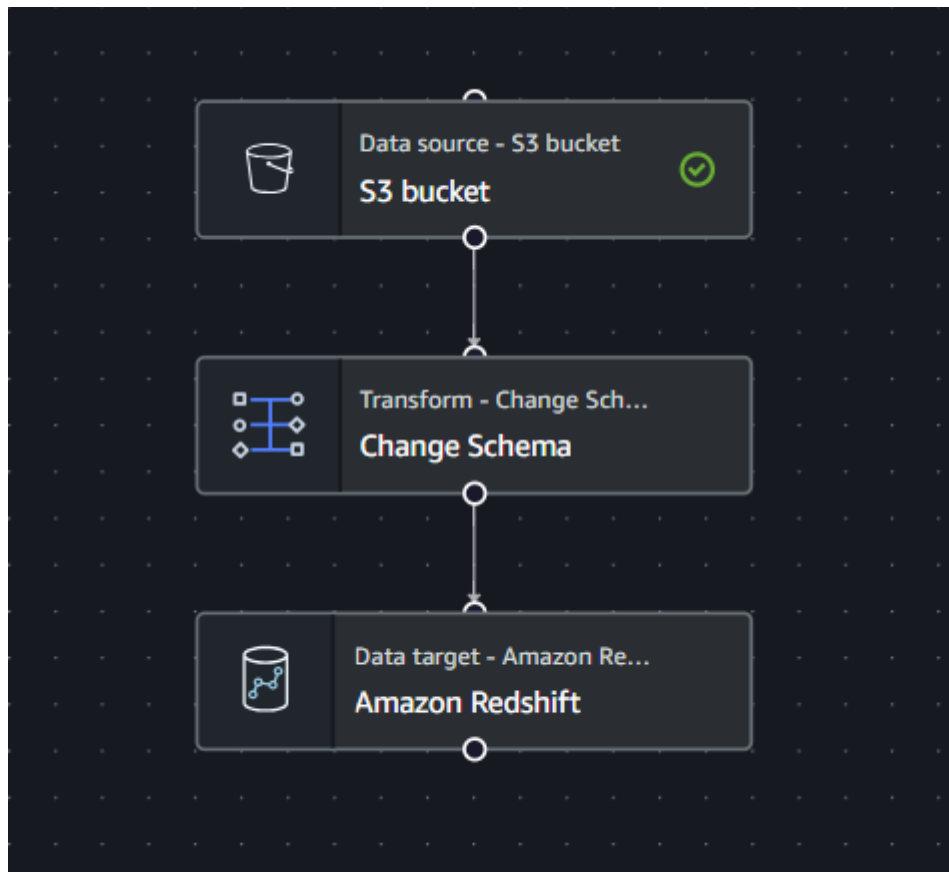 Data source - S3 bucket
S3 bucket
Transform - Change Sch...
Change Schema
Data target - Amazon Re...
Amazon Redshift